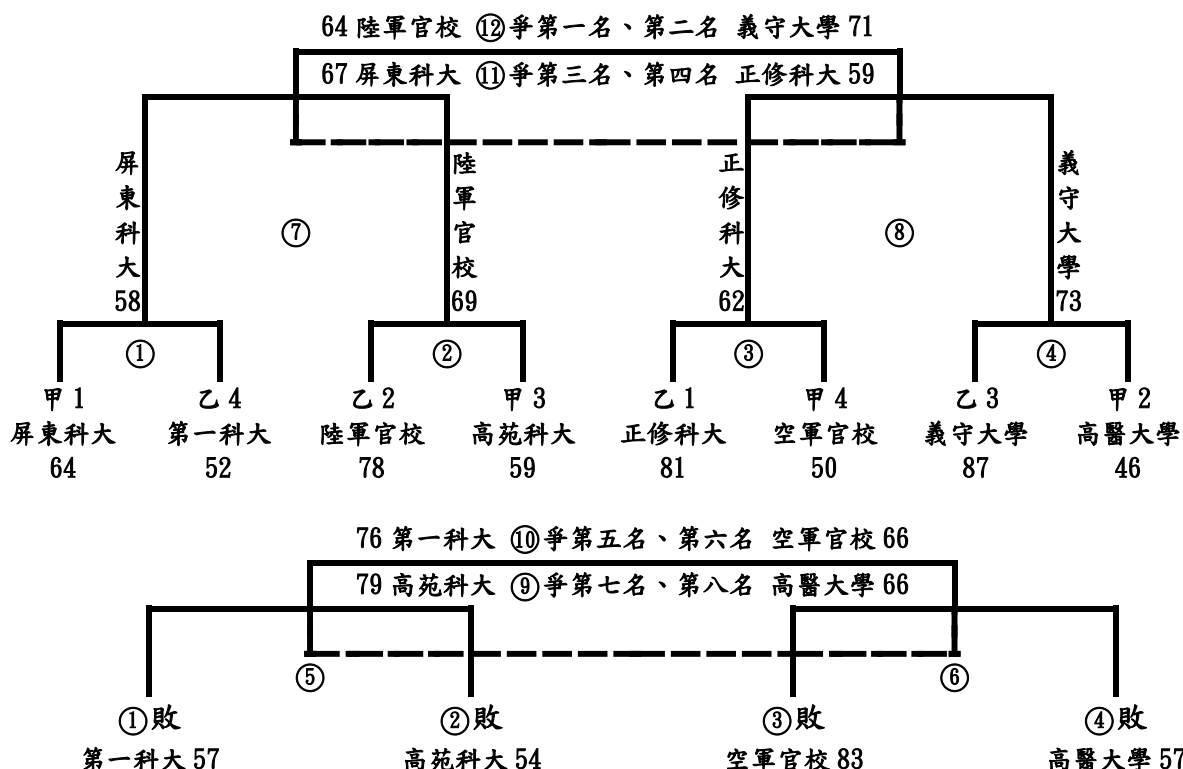 64 陸軍官校 ⑫爭第一名、第二名 義守大學 71
67 屏東科大 ⑪爭第三名、第四名 正修科大 59
屏東科大58
陸軍官校69
正修科大62
義守大學73
⑦
⑧
① ② ③ ④
甲 1 乙 4 乙 2 甲 3 乙 1 甲 4 乙 3 甲 2
屏東科大 第一科大 陸軍官校 高苑科大 正修科大 空軍官校 義守大學 高醫大學
64 52 78 59 81 50 87 46
76 第一科大 ⑩爭第五名、第六名 空軍官校 66
79 高苑科大 ⑨爭第七名、第八名 高醫大學 66
⑤ ⑥
①敗 ②敗 ③敗 ④敗
第一科大 57 高苑科大 54 空軍官校 83 高醫大學 57